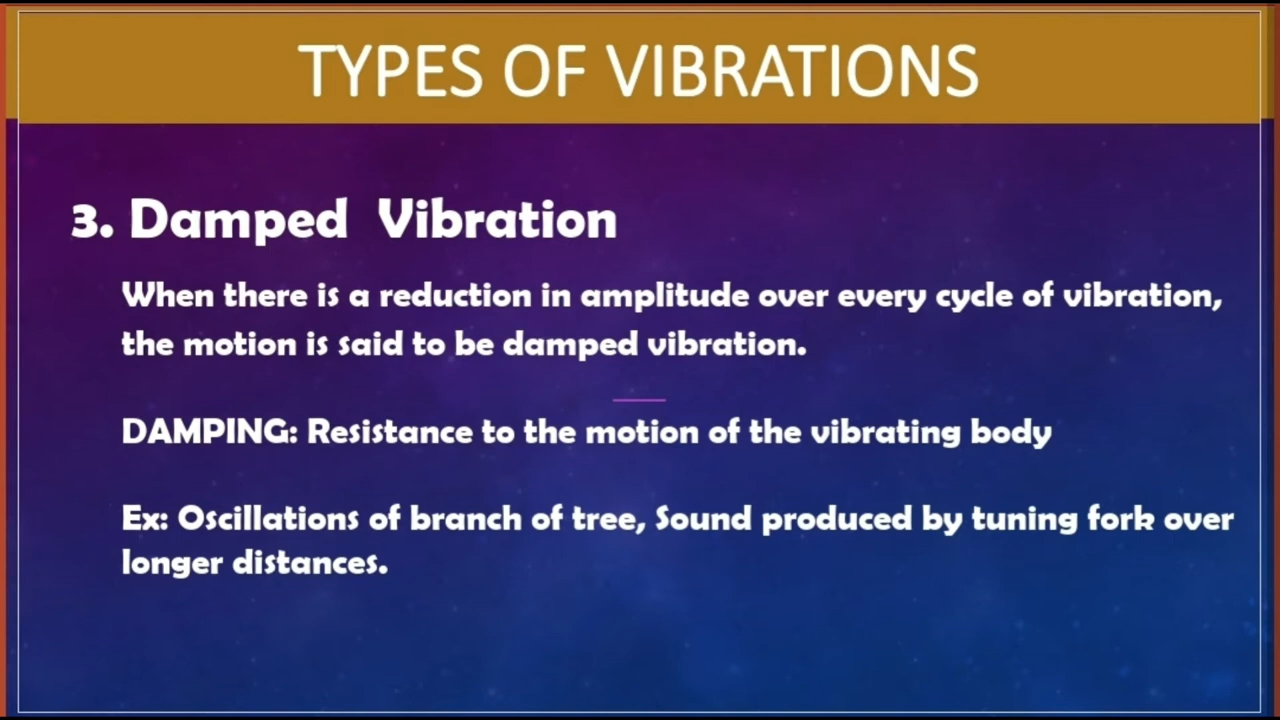 TYPES OF VIBRATIONS
3. Damped Vibration
When there is a reduction in amplitude over every cycle of vibration,
the motion is said to be damped vibration.
DAMPING: Resistance to the motion of the vibrating body
Ex: Oscillations of branch of tree, Sound produced by tuning fork over
longer distances.